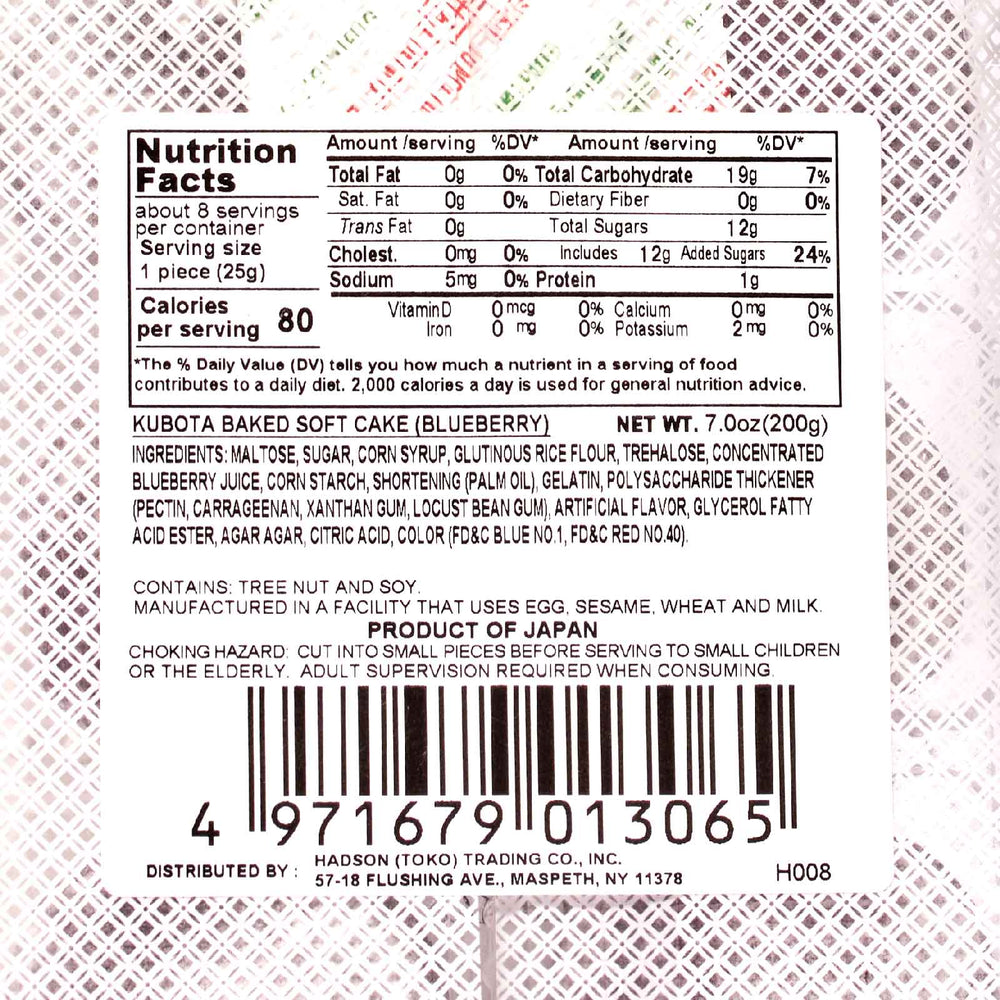 Nutrition
Facts
about 8 servings
per container
Serving size
1 piece (25g)
Calories
per serving 80
Amount /serving %DV* Amount /serving %DV*
Total Fat 0g 0% Total Carbohydrate 19g 7%
Sat. Fat 0g 0% Dietary Fiber 0g 0%
Trans Fat 0g Total Sugars 12g
Cholest. 0mg 0% Includes 12g Added Sugars 24%
Sodium 5mg 0% Protein 1g
Vitamin D 0 mcg 0% Calcium 0 mg 0%
Iron 0 mg 0% Potassium 2 mg 0%
*The % Daily Value (DV) tells you how much a nutrient in a serving of food
contributes to a daily diet. 2,000 calories a day is used for general nutrition advice.
KUBOTA BAKED SOFT CAKE (BLUEBERRY) NET WT. 7.0oz(200g)
INGREDIENTS: MALTOSE, SUGAR, CORN SYRUP, GLUTINOUS RICE FLOUR, TREHALOSE, CONCENTRATED
BLUEBERRY JUICE, CORN STARCH, SHORTENING (PALM OIL), GELATIN, POLYSACCHARIDE THICKENER
(PECTIN, CARRAGEENAN, XANTHAN GUM, LOCUST BEAN GUM), ARTIFICIAL FLAVOR, GLYCEROL FATTY
ACID ESTER, AGAR AGAR, CITRIC ACID, COLOR (FD&C BLUE NO.1, FD&C RED NO.40).
CONTAINS: TREE NUT AND SOY.
MANUFACTURED IN A FACILITY THAT USES EGG, SESAME, WHEAT AND MILK.
PRODUCT OF JAPAN
CHOKING HAZARD: CUT INTO SMALL PIECES BEFORE SERVING TO SMALL CHILDREN
OR THE ELDERLY. ADULT SUPERVISION REQUIRED WHEN CONSUMING.
4 971679 013065
DISTRIBUTED BY : HADSON (TOKO) TRADING CO., INC.
57-18 FLUSHING AVE., MASPETH, NY 11378 H008